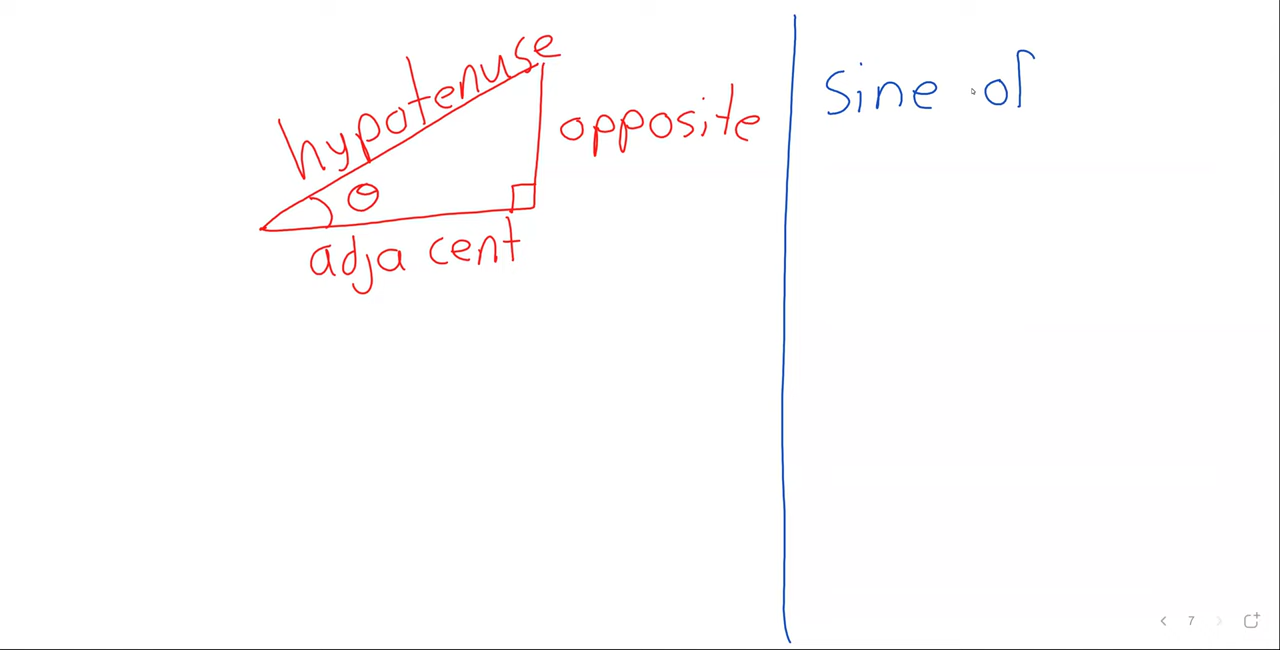 hypotenuse
opposite
θ
adja cent
Sine of
7